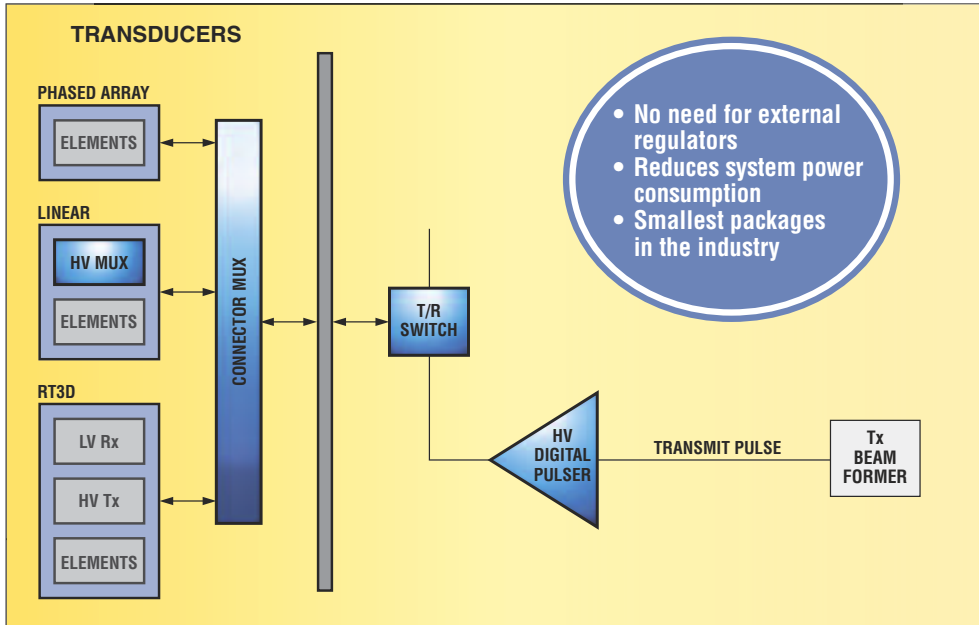 TRANSDUCERS
PHASED ARRAY
ELEMENTS
LINEAR
HV MUX
ELEMENTS
RT3D
LV Rx
HV Tx
ELEMENTS
CONNECTOR MUX
T/R
SWITCH
HV
DIGITAL
PULSER
TRANSMIT PULSE
Tx
BEAM
FORMER
• No need for external
regulators
• Reduces system power
consumption
• Smallest packages
in the industry